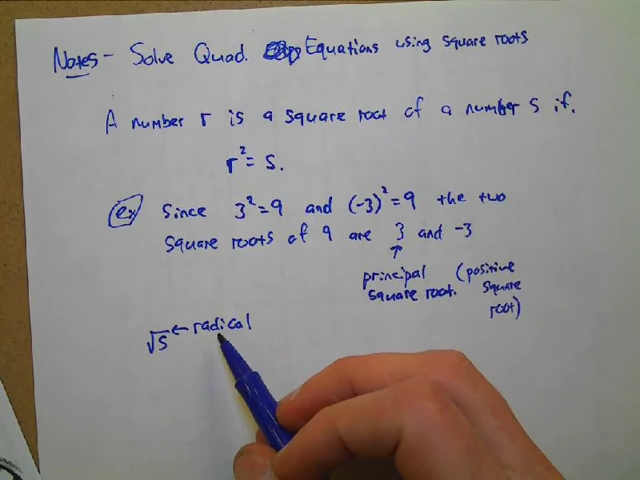 Notes - Solve Quad. Equations using square roots
A number r is a square root of a number s if.
r² = s.
ex Since 3² = 9 and (-3)² = 9 the two
square roots of 9 are 3 and -3
↑
principal (positive
square root. square
root)
√s ← radical